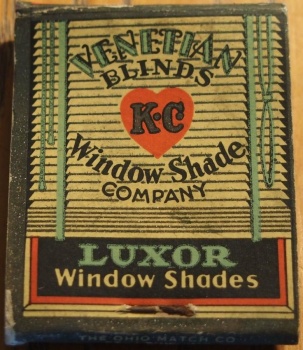 VENETIAN
BLINDS
K·C
Window Shade
COMPANY
LUXOR
Window Shades
THE OHIO MATCH CO